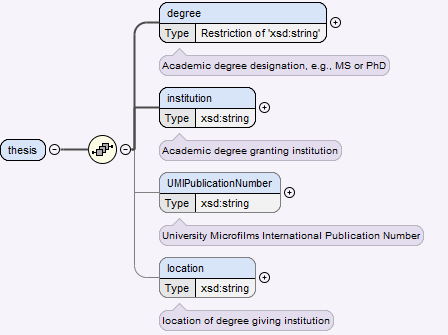 degree
Type Restriction of 'xsd:string'
Academic degree designation, e.g., MS or PhD
institution
Type xsd:string
Academic degree granting institution
thesis
UMIPublicationNumber
Type xsd:string
University Microfilms International Publication Number
location
Type xsd:string
location of degree giving institution